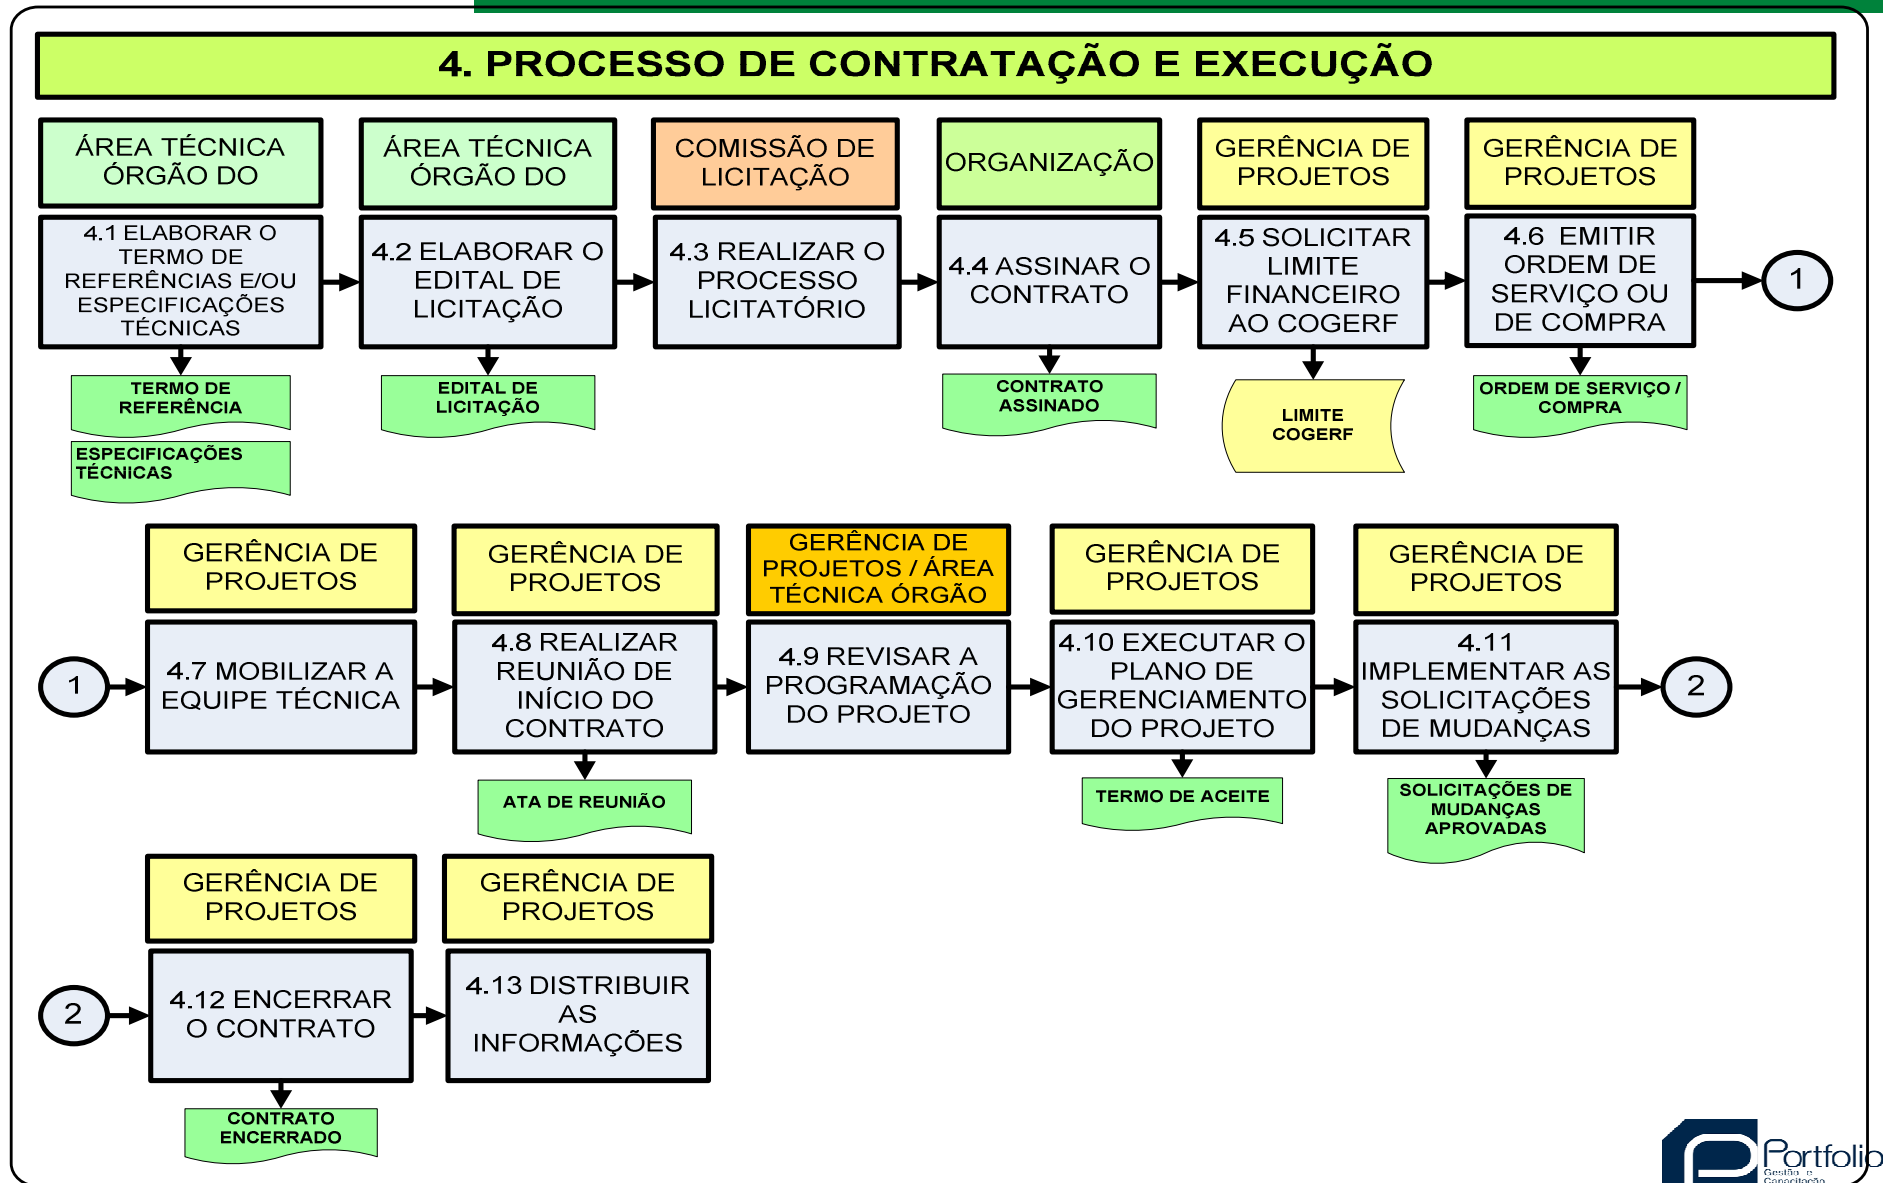 4. PROCESSO DE CONTRATAÇÃO E EXECUÇÃO
ÁREA TÉCNICA
ÓRGÃO DO
ÁREA TÉCNICA
ÓRGÃO DO
COMISSÃO DE
LICITAÇÃO
ORGANIZAÇÃO
GERÊNCIA DE
PROJETOS
GERÊNCIA DE
PROJETOS
4.1 ELABORAR O
TERMO DE
REFERÊNCIAS E/OU
ESPECIFICAÇÕES
TÉCNICAS
4.2 ELABORAR O
EDITAL DE
LICITAÇÃO
4.3 REALIZAR O
PROCESSO
LICITATÓRIO
4.4 ASSINAR O
CONTRATO
4.5 SOLICITAR
LIMITE
FINANCEIRO
AO COGERF
4.6 EMITIR
ORDEM DE
SERVIÇO OU
DE COMPRA
1
TERMO DE
REFERÊNCIA
ESPECIFICAÇÕES
TÉCNICAS
EDITAL DE
LICITAÇÃO
CONTRATO
ASSINADO
LIMITE
COGERF
ORDEM DE SERVIÇO /
COMPRA
GERÊNCIA DE
PROJETOS
GERÊNCIA DE
PROJETOS
GERÊNCIA DE
PROJETOS / ÁREA
TÉCNICA ÓRGÃO
GERÊNCIA DE
PROJETOS
GERÊNCIA DE
PROJETOS
1
4.7 MOBILIZAR A
EQUIPE TÉCNICA
4.8 REALIZAR
REUNIÃO DE
INÍCIO DO
CONTRATO
4.9 REVISAR A
PROGRAMAÇÃO
DO PROJETO
4.10 EXECUTAR O
PLANO DE
GERENCIAMENTO
DO PROJETO
4.11
IMPLEMENTAR AS
SOLICITAÇÕES
DE MUDANÇAS
2
ATA DE REUNIÃO
TERMO DE ACEITE
SOLICITAÇÕES DE
MUDANÇAS
APROVADAS
GERÊNCIA DE
PROJETOS
GERÊNCIA DE
PROJETOS
2
4.12 ENCERRAR
O CONTRATO
4.13 DISTRIBUIR
AS
INFORMAÇÕES
CONTRATO
ENCERRADO
Portfolio
Gestão e
Capacitação